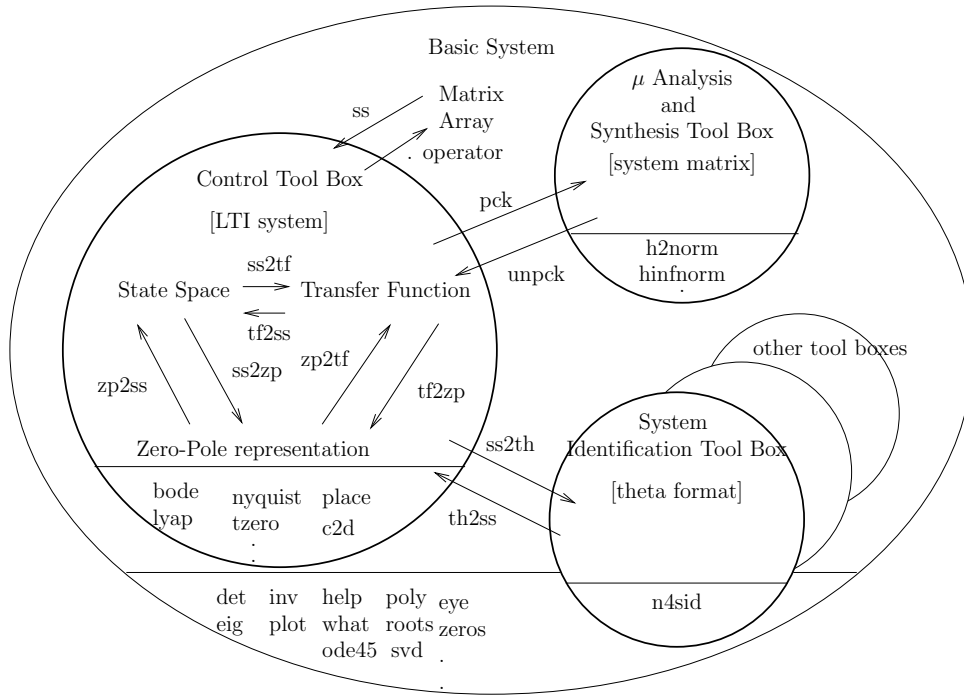 Basic System
Matrix
Array
. operator
ss
μ Analysis
and
Synthesis Tool Box
[system matrix]
h2norm
hinfnorm
.
Control Tool Box
[LTI system]
pck
unpck
ss2tf
State Space
Transfer Function
tf2ss
zp2ss
ss2zp
zp2tf
tf2zp
Zero-Pole representation
bode nyquist place
lyap tzero c2d
.
.
ss2th
th2ss
other tool boxes
System
Identification Tool Box
[theta format]
n4sid
det inv help poly eye
eig plot what roots zeros
ode45 svd .
.